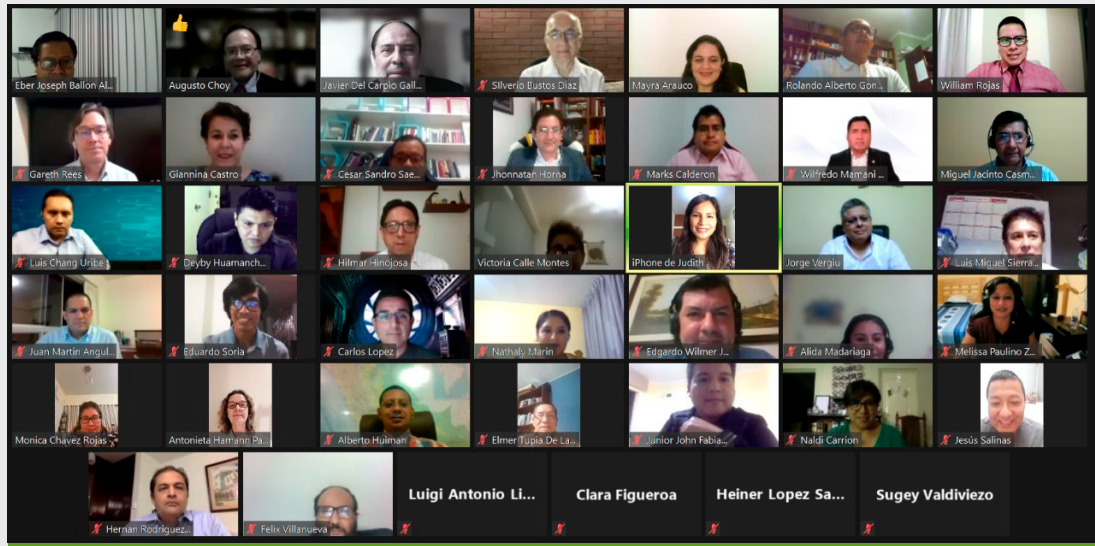 Eber Joseph Ballon Al...
Augusto Choy
Javier Del Carpio Gall...
Silverio Bustos Diaz
Mayra Arauco
Rolando Alberto Gon...
William Rojas
Gareth Rees
Giannina Castro
Cesar Sandro Sae...
Jhonnatan Horna
Marks Calderon
Wilfredo Mamani ...
Miguel Jacinto Casm...
Luis Chang Uribe
Deyby Huamanch...
Hilmar Hinojosa
Victoria Calle Montes
iPhone de Judith
Jorge Vergiu
Luis Miguel Sierra...
Juan Martin Angul...
Eduardo Soria
Carlos Lopez
Nathaly Marin
Edgardo Wilmer J...
Alida Madariaga
Melissa Paulino Z...
Monica Chavez Rojas
Antonieta Hamann Pa...
Alberto Huiman
Elmer Tupia De La...
Junior John Fabia...
Naldi Carrion
Jesús Salinas
Hernan Rodriguez...
Felix Villanueva
Luigi Antonio Li...
Clara Figueroa
Heiner Lopez Sa...
Sugey Valdiviezo